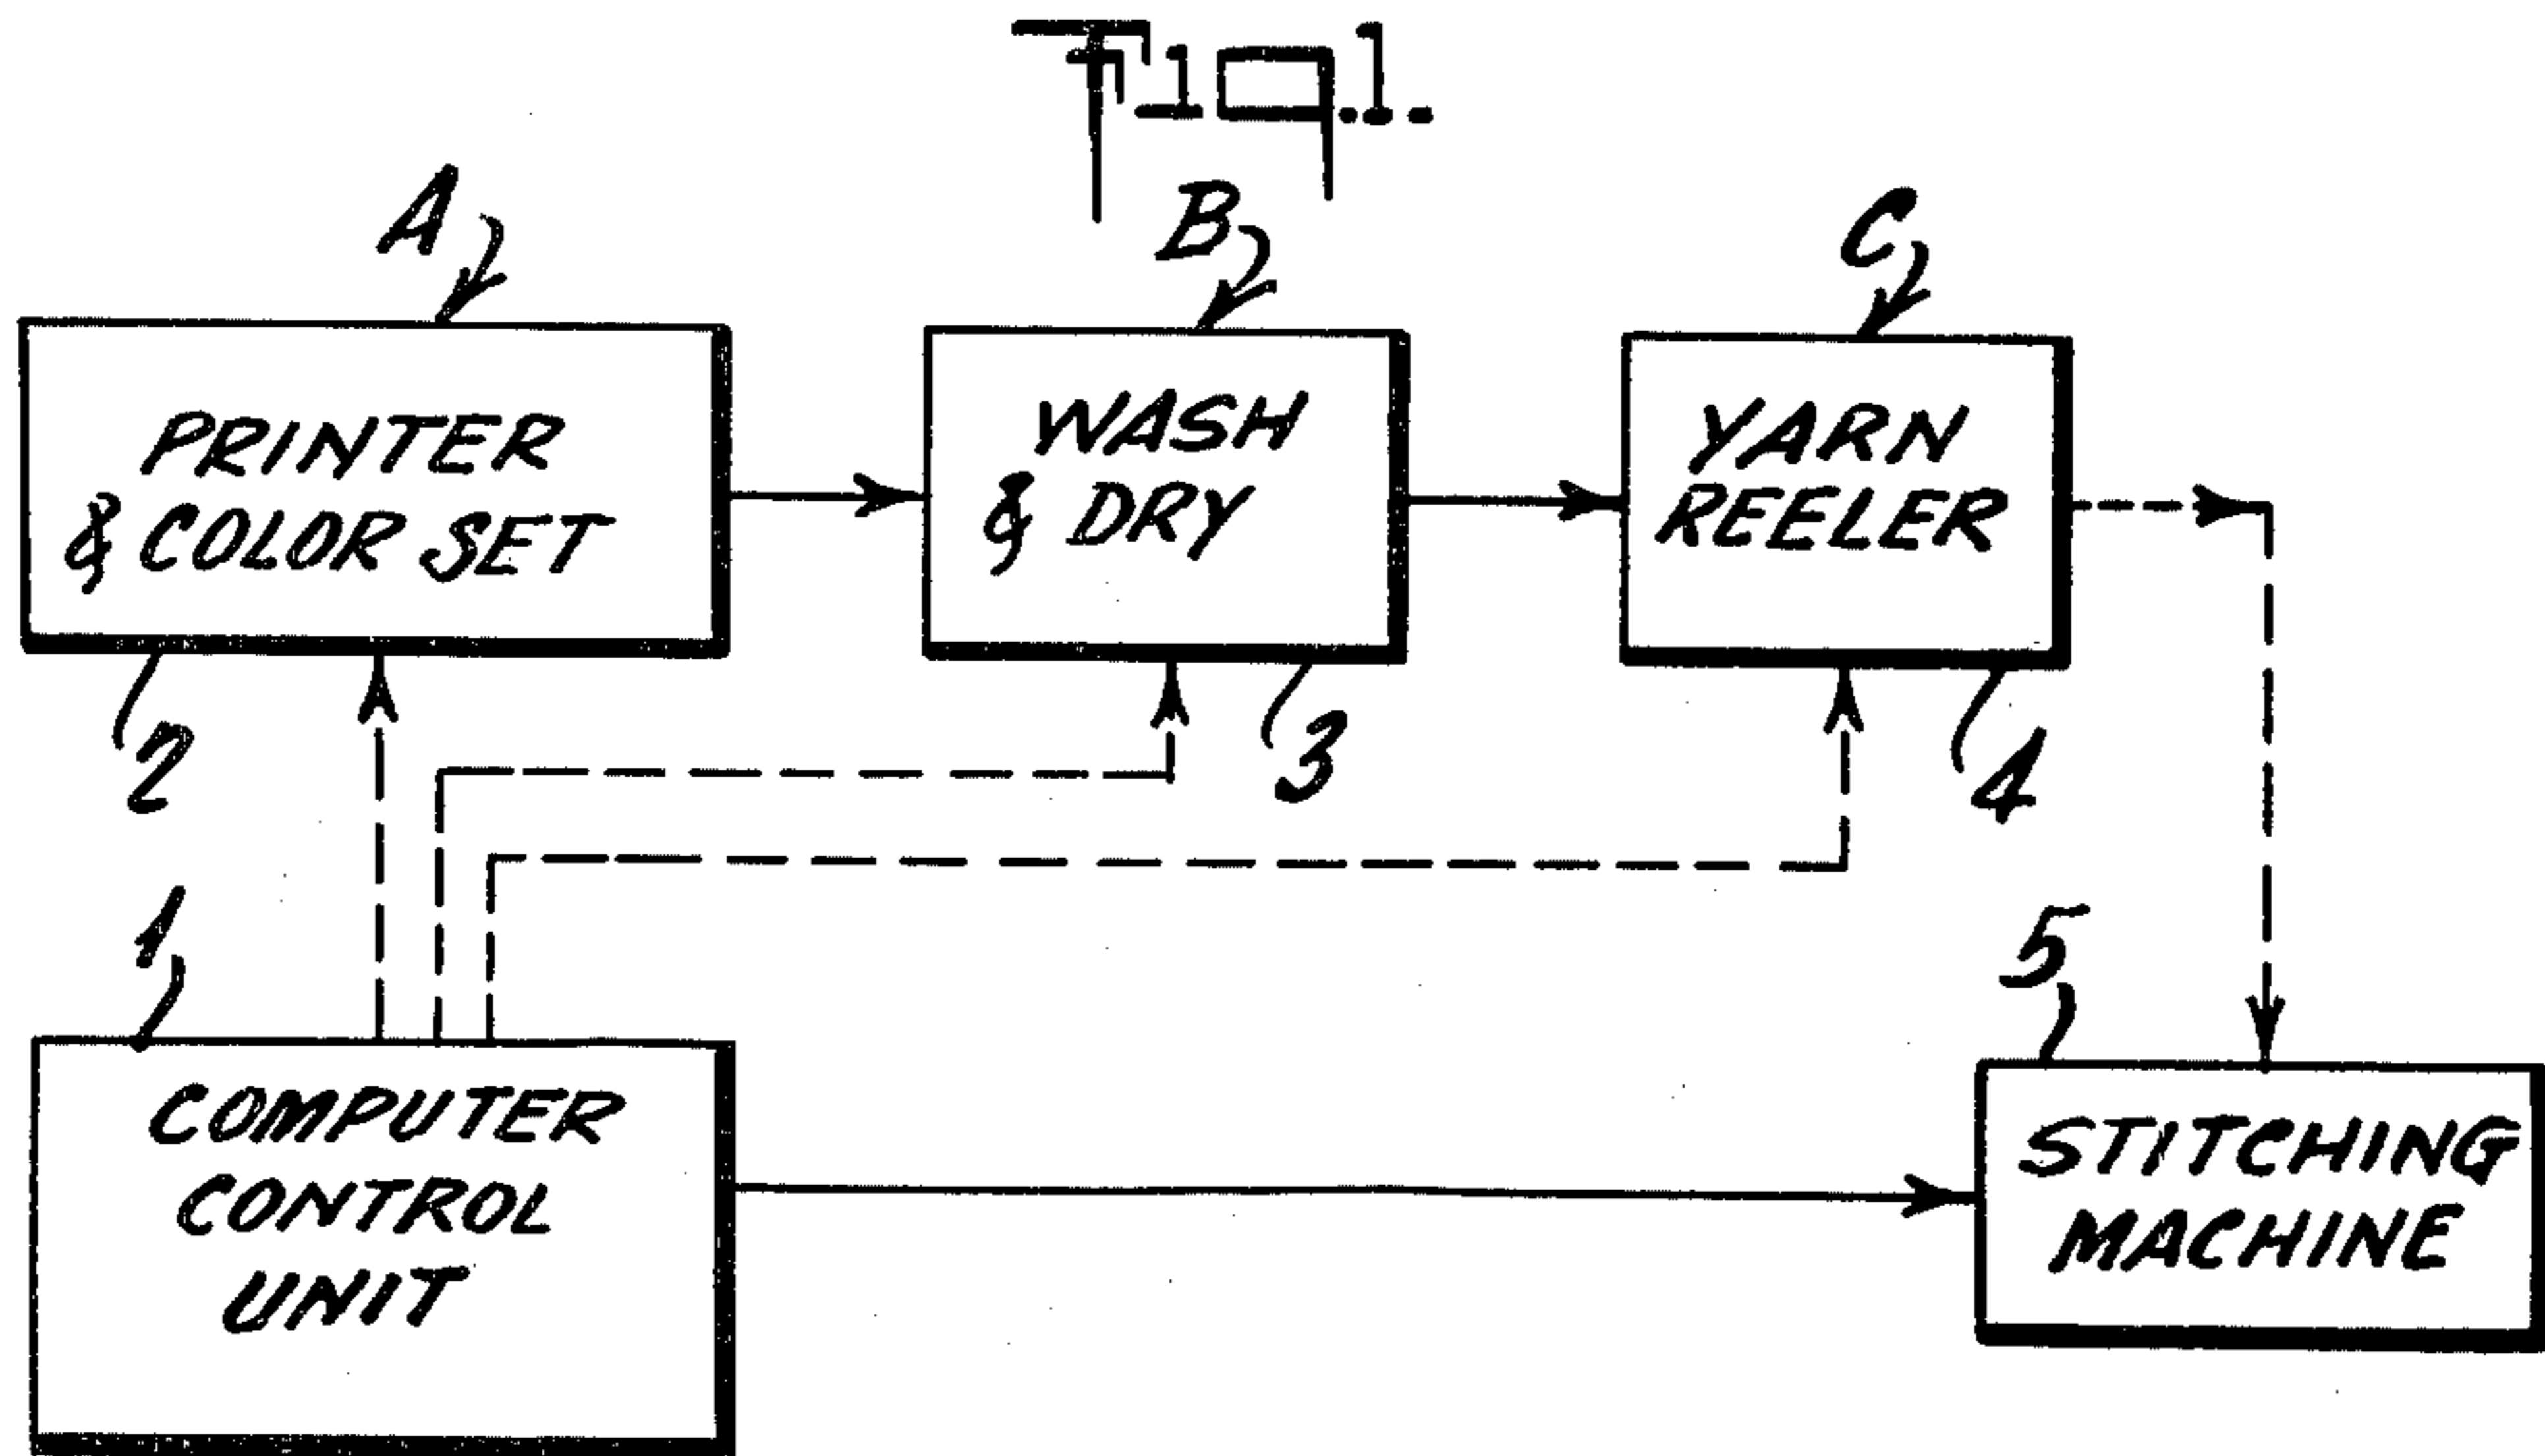 Fig.1.
A
B
C
PRINTER
& COLOR SET
WASH
& DRY
YARN
REELER
2
3
4
1
5
COMPUTER
CONTROL
UNIT
STITCHING
MACHINE